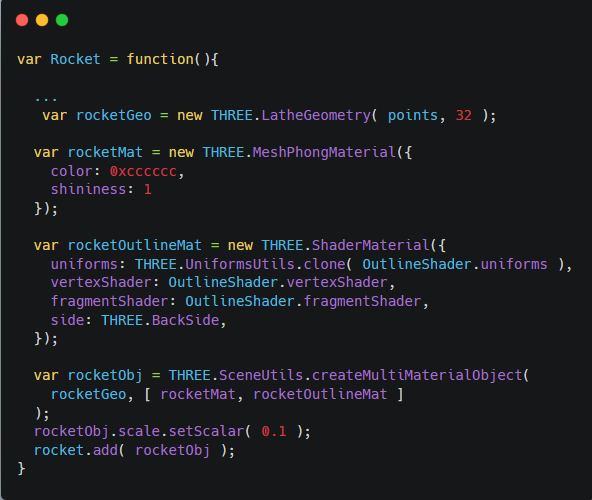 var Rocket = function(){
...
var rocketGeo = new THREE.LatheGeometry( points, 32 );
var rocketMat = new THREE.MeshPhongMaterial({
color: 0xcccccc,
shininess: 1
});
var rocketOutlineMat = new THREE.ShaderMaterial({
uniforms: THREE.UniformsUtils.clone( OutlineShader.uniforms ),
vertexShader: OutlineShader.vertexShader,
fragmentShader: OutlineShader.fragmentShader,
side: THREE.BackSide,
});
var rocketObj = THREE.SceneUtils.createMultiMaterialObject(
rocketGeo, [ rocketMat, rocketOutlineMat ]
);
rocketObj.scale.setScalar( 0.1 );
rocket.add( rocketObj );
}